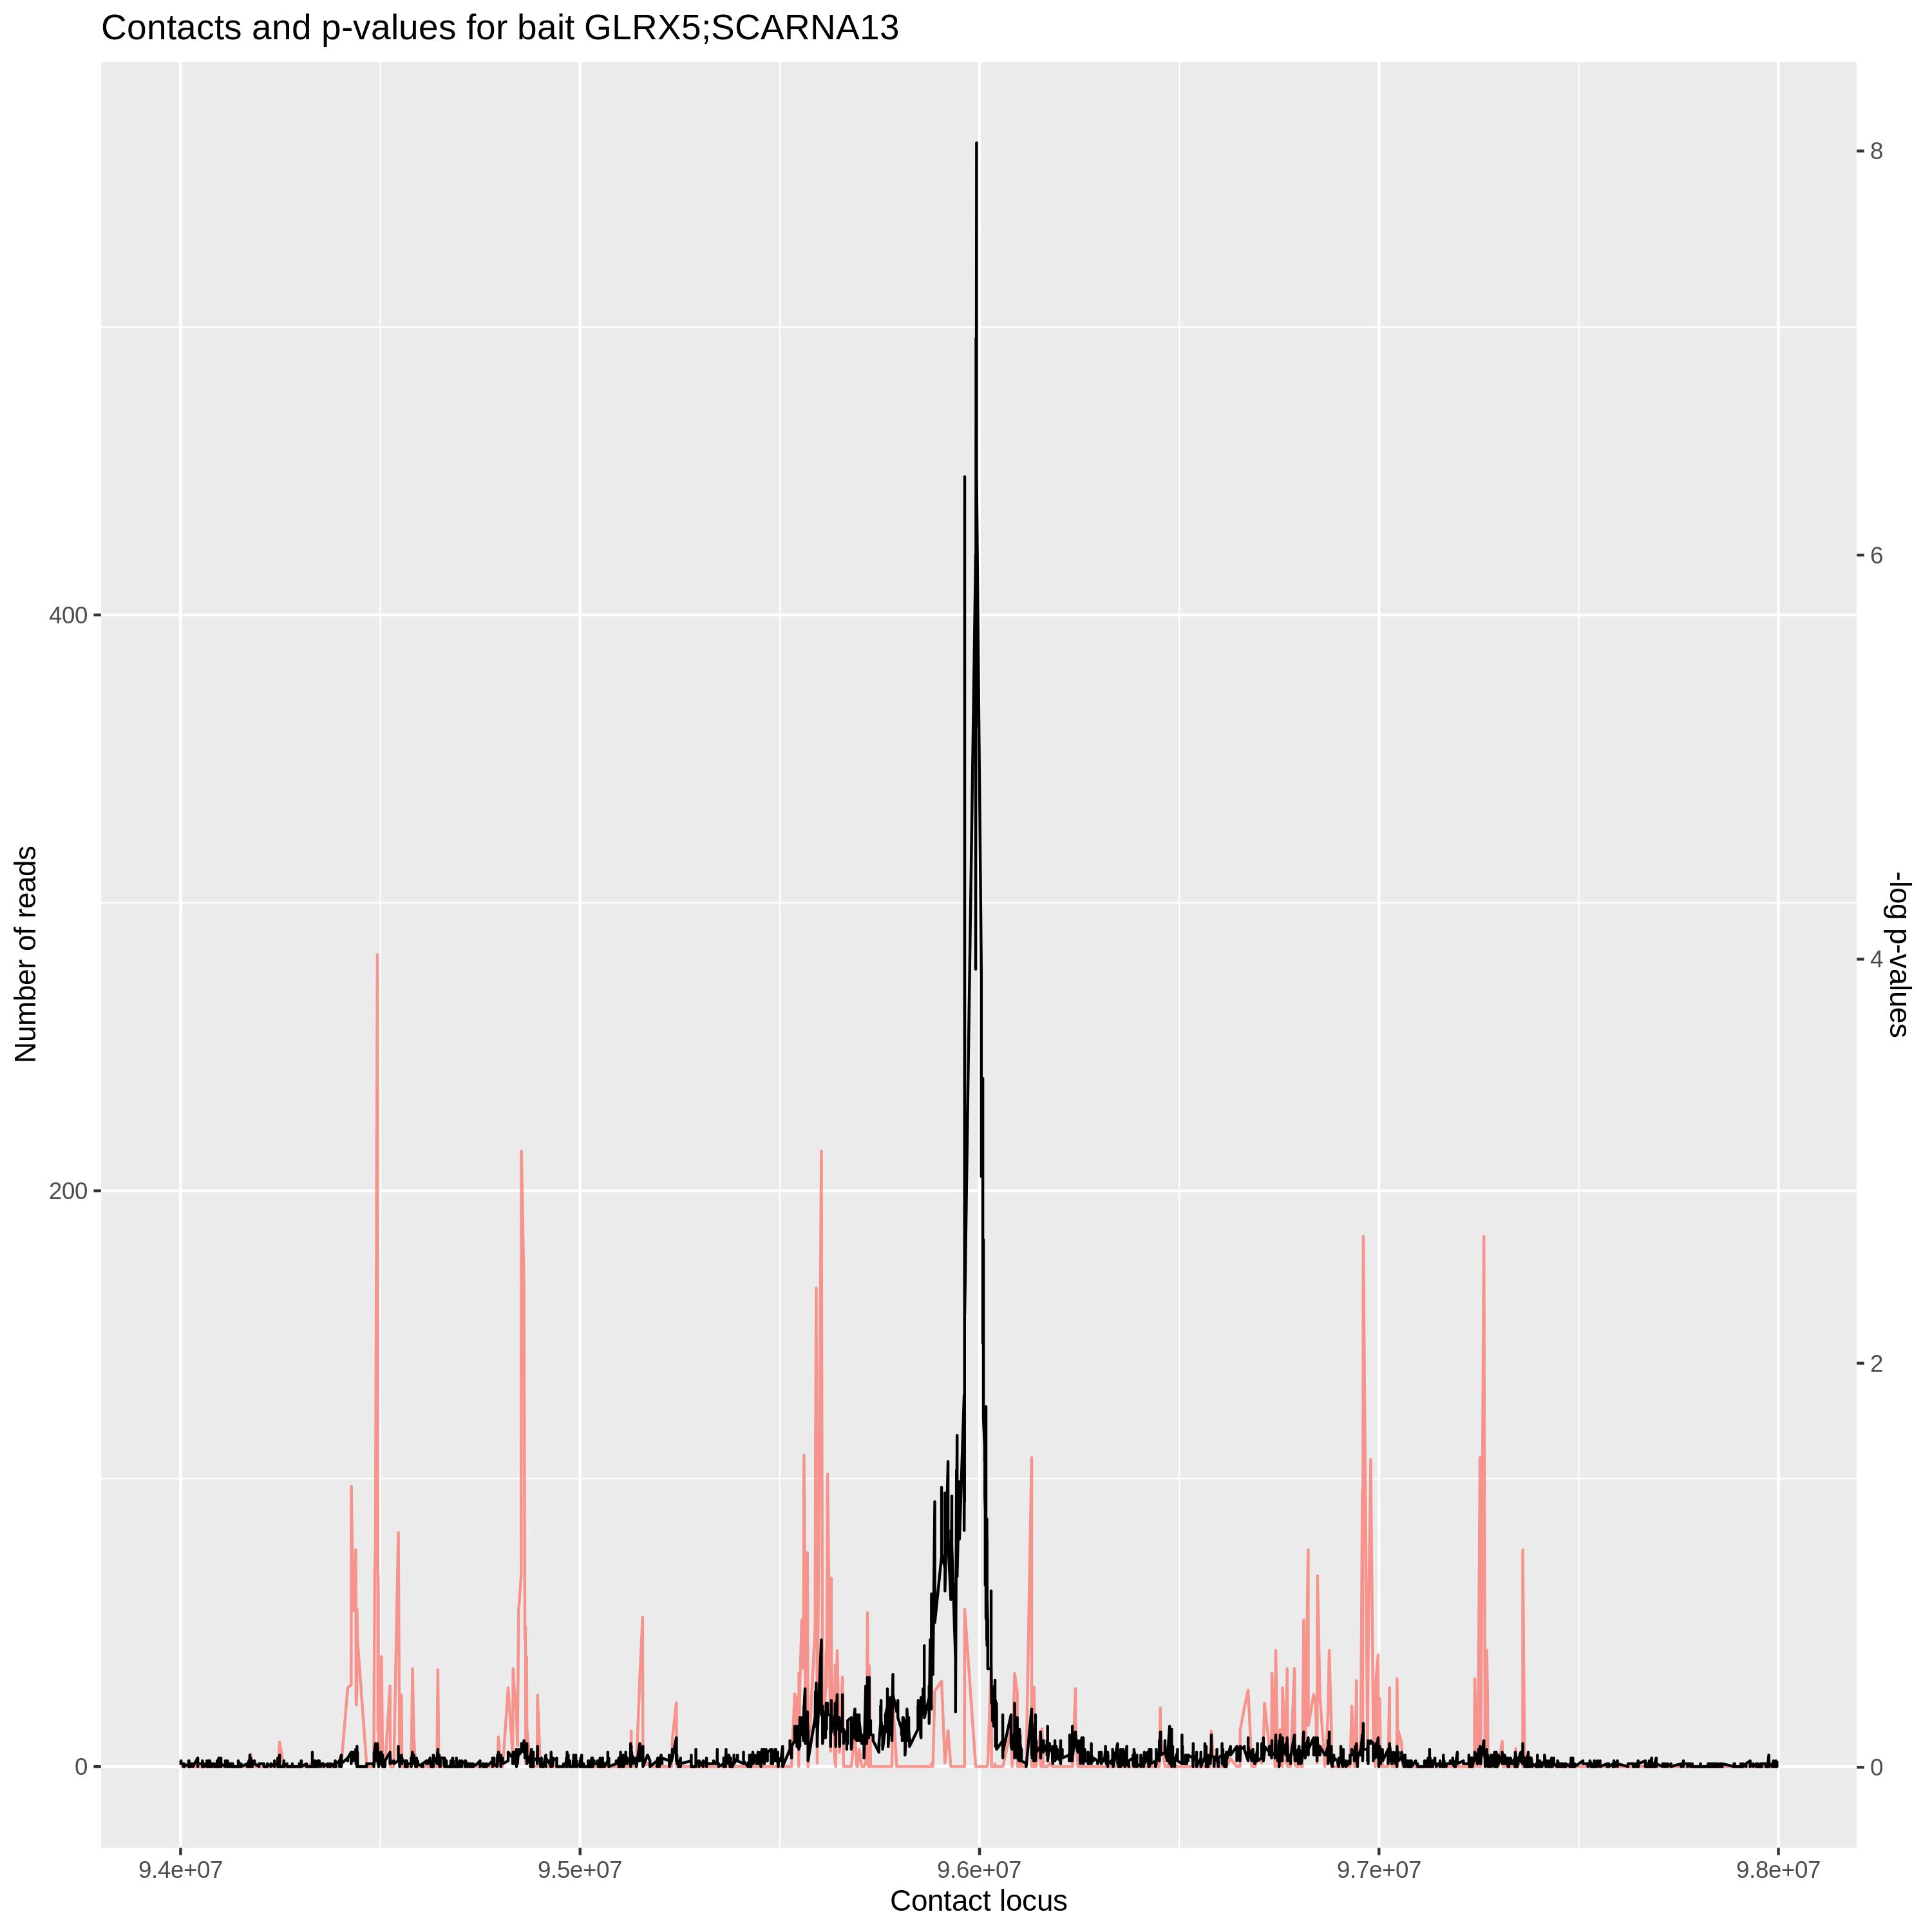 Contacts and p-values for bait GLRX5;SCARNA13
Number of reads
400
200
0
8
6
4
2
0
-log p-values
9.4e+07 9.5e+07 9.6e+07 9.7e+07 9.8e+07
Contact locus